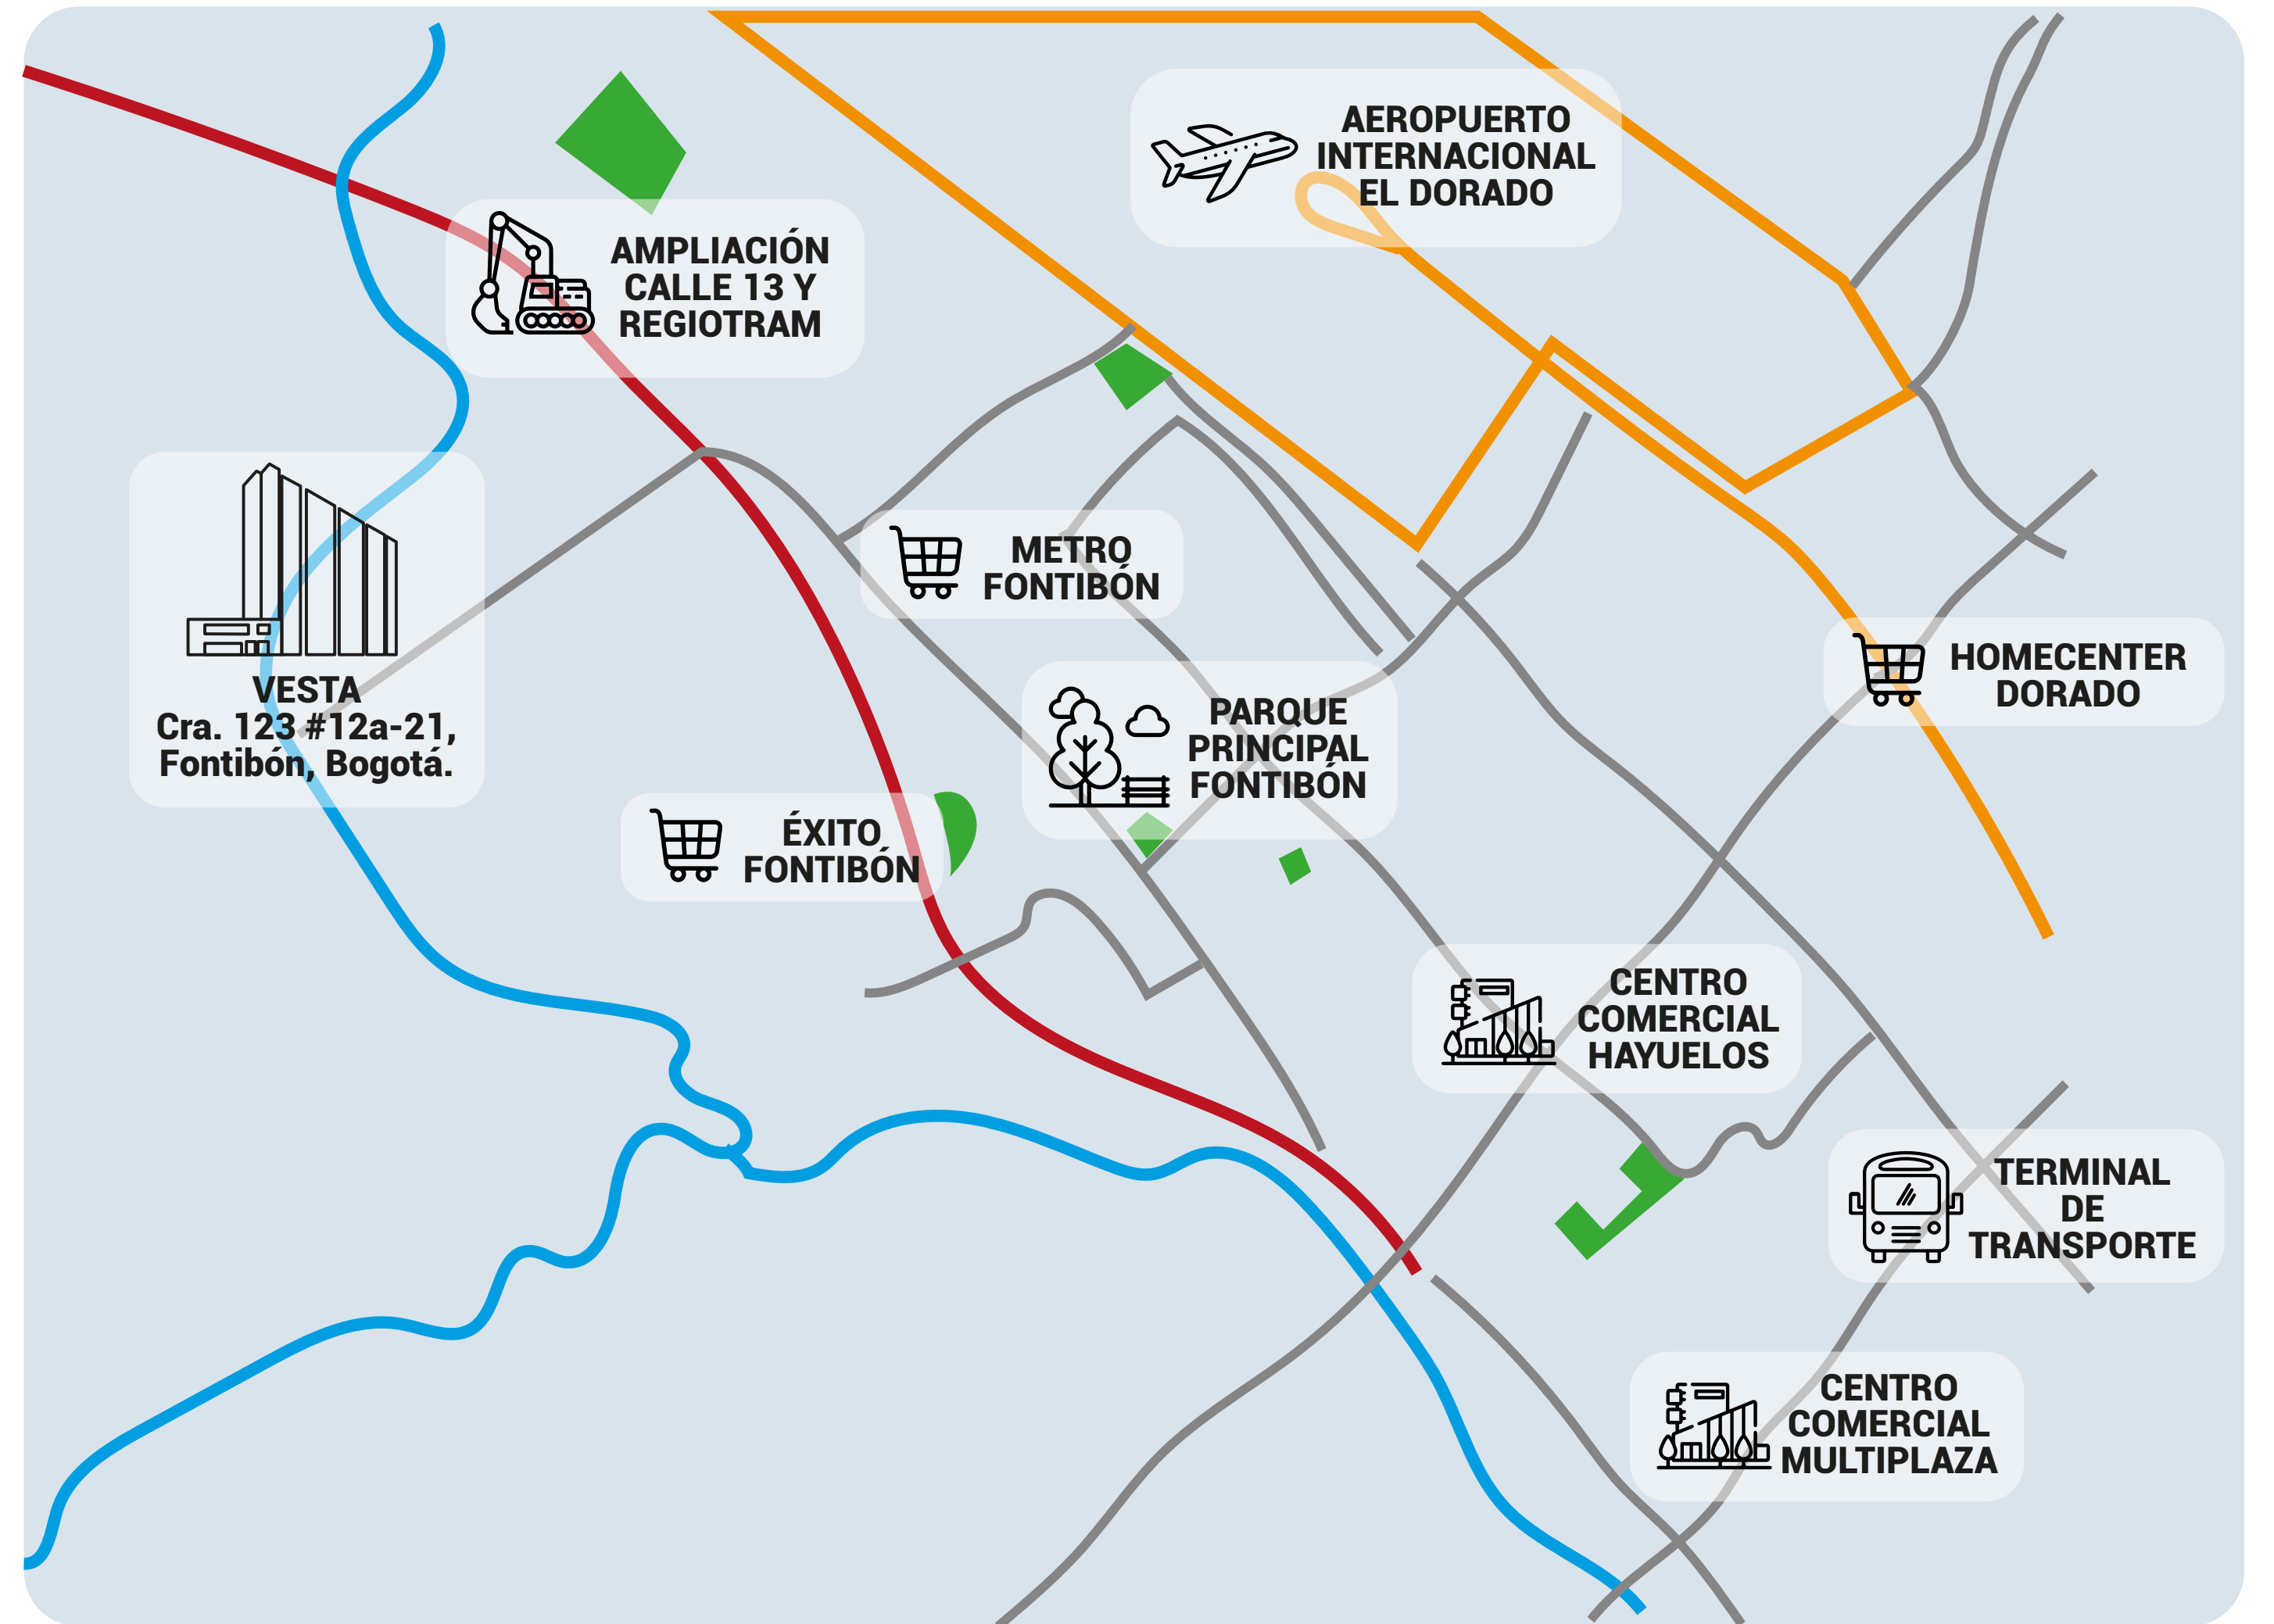 AEROPUERTO
INTERNACIONAL
EL DORADO
AMPLIACIÓN
CALLE 13 Y
REGIOTRAM
METRO
FONTIBÓN
HOMECENTER
DORADO
VESTA
Cra. 123 #12a-21,
Fontibón, Bogotá.
PARQUE
PRINCIPAL
FONTIBÓN
ÉXITO
FONTIBÓN
CENTRO
COMERCIAL
HAYUELOS
TERMINAL
DE
TRANSPORTE
CENTRO
COMERCIAL
MULTIPLAZA